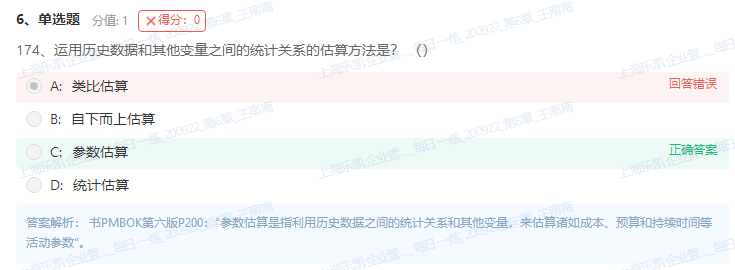 6、单选题 分值: 1 ×得分：0
174、运用历史数据和其他变量之间的统计关系的估算方法是? （）
A: 类比估算 回答错误
B: 自下而上估算
C: 参数估算 正确答案
D: 统计估算
答案解析： 书PMBOK第六版P200：“参数估算是指利用历史数据之间的统计关系和其他变量，来估算诸如成本、预算和持续时间等
活动参数”。
上海乐凯企业管..._每日一练_200922_第6章_王南南